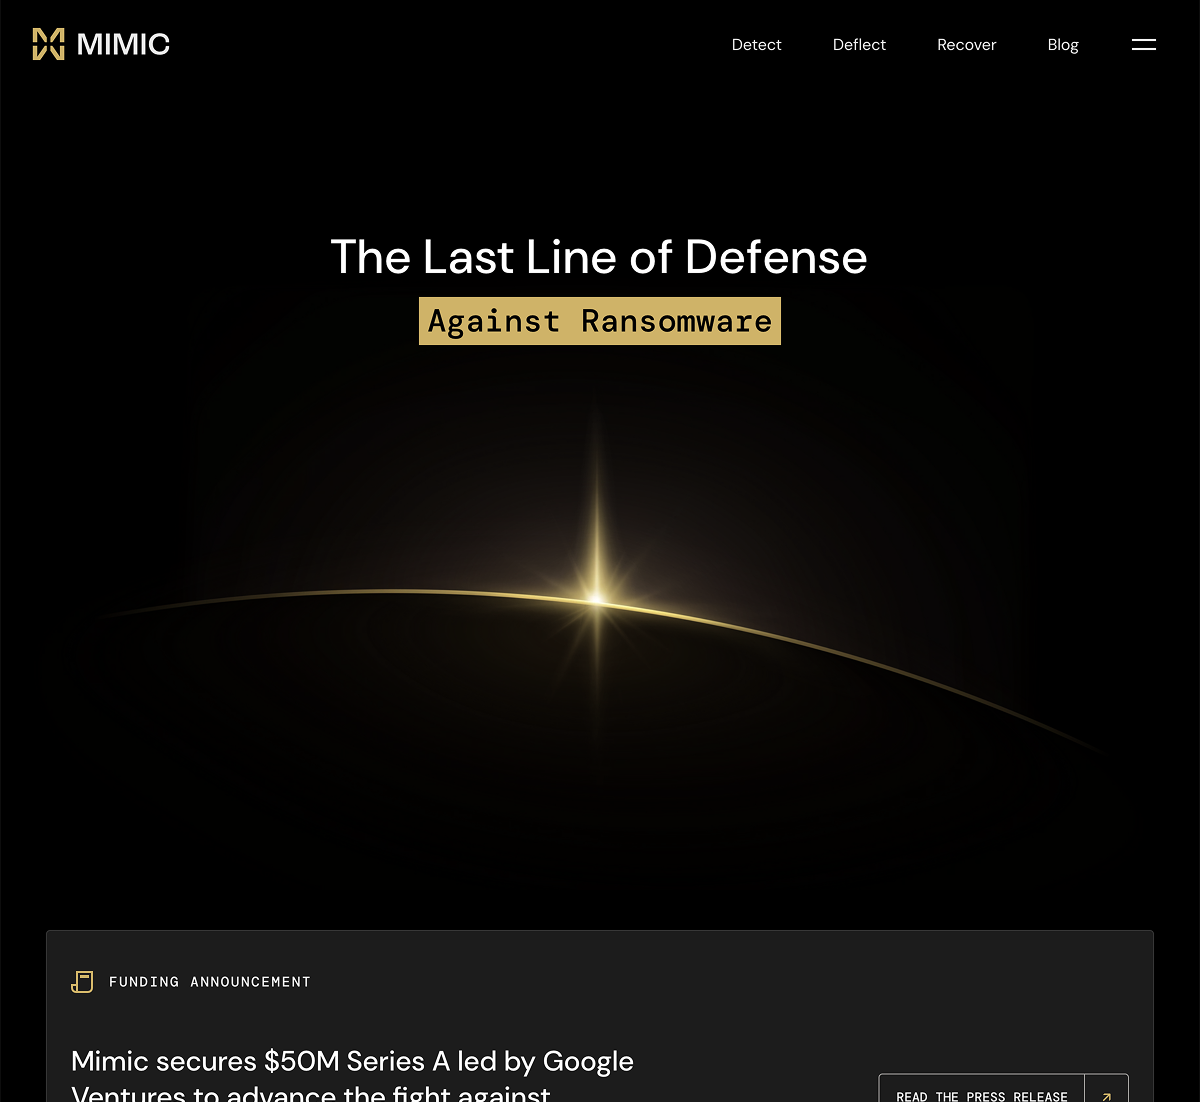 MIMIC
Detect
Deflect
Recover
Blog
The Last Line of Defense
Against Ransomware
FUNDING ANNOUNCEMENT
Mimic secures $50M Series A led by Google
Ventures to advance the fight against
READ THE PRESS RELEASE